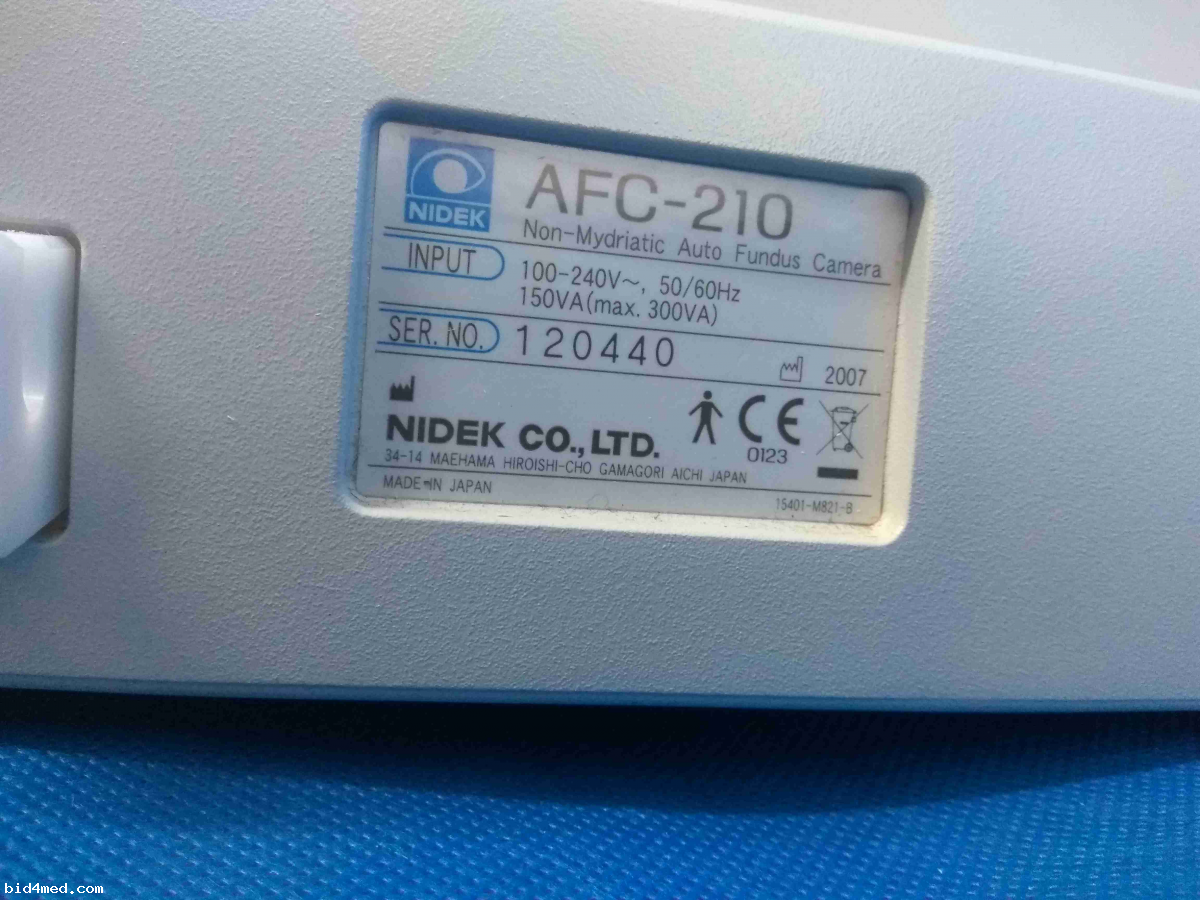 NIDEK
AFC-210
Non-Mydriatic Auto Fundus Camera
INPUT
100-240V～, 50/60Hz
150VA(max. 300VA)
SER. NO.
120440
2007
NIDEK CO., LTD.
CE
0123
34-14 MAEHAMA HIROISHI-CHO GAMAGORI AICHI JAPAN
MADE IN JAPAN
15401-M821-B
bid4med.com